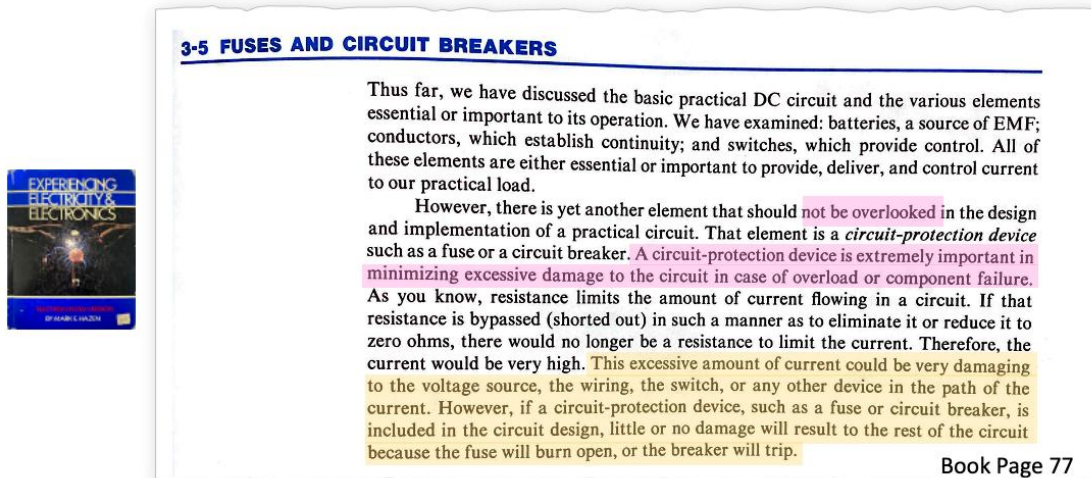 3-5 FUSES AND CIRCUIT BREAKERS
Thus far, we have discussed the basic practical DC circuit and the various elements
essential or important to its operation. We have examined: batteries, a source of EMF;
conductors, which establish continuity; and switches, which provide control. All of
these elements are either essential or important to provide, deliver, and control current
to our practical load.
However, there is yet another element that should not be overlooked in the design
and implementation of a practical circuit. That element is a circuit-protection device
such as a fuse or a circuit breaker. A circuit-protection device is extremely important in
minimizing excessive damage to the circuit in case of overload or component failure.
As you know, resistance limits the amount of current flowing in a circuit. If that
resistance is bypassed (shorted out) in such a manner as to eliminate it or reduce it to
zero ohms, there would no longer be a resistance to limit the current. Therefore, the
current would be very high. This excessive amount of current could be very damaging
to the voltage source, the wiring, the switch, or any other device in the path of the
current. However, if a circuit-protection device, such as a fuse or circuit breaker, is
included in the circuit design, little or no damage will result to the rest of the circuit
because the fuse will burn open, or the breaker will trip.
EXPERIENCING
ELECTRICITY &
ELECTRONICS
BY MARK E. HAZEN
Book Page 77